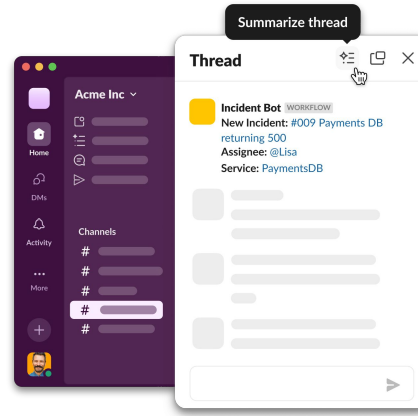 Summarize thread
Thread
Acme Inc
Home
DMs
Activity
More
Channels
#
#
#
#
#
Incident Bot WORKFLOW
New Incident: #009 Payments DB
returning 500
Assignee: @Lisa
Service: PaymentsDB